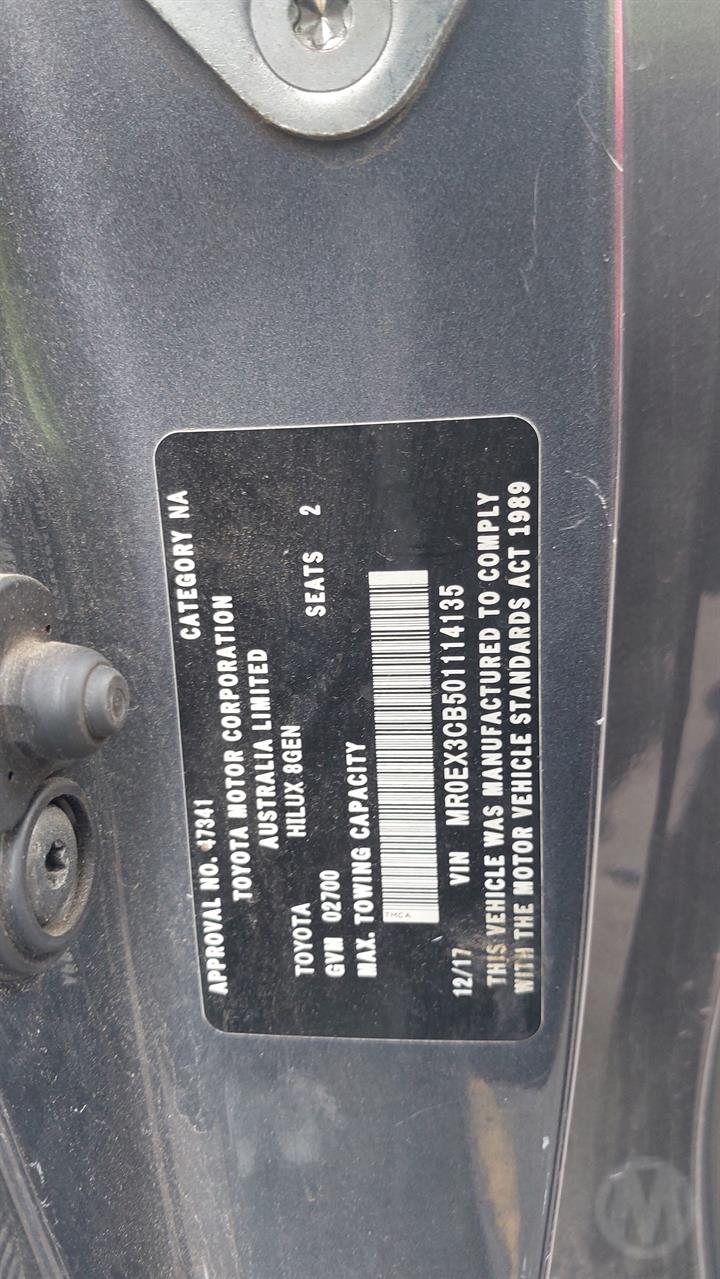 APPROVAL NO. 47341 CATEGORY NA
TOYOTA MOTOR CORPORATION
AUSTRALIA LIMITED
TOYOTA HILUX 8GEN
GVM 02700 SEATS 2
MAX. TOWING CAPACITY
TMCA
12/17 VIN MR0EX3CB501114135
THIS VEHICLE WAS MANUFACTURED TO COMPLY
WITH THE MOTOR VEHICLE STANDARDS ACT 1989
M